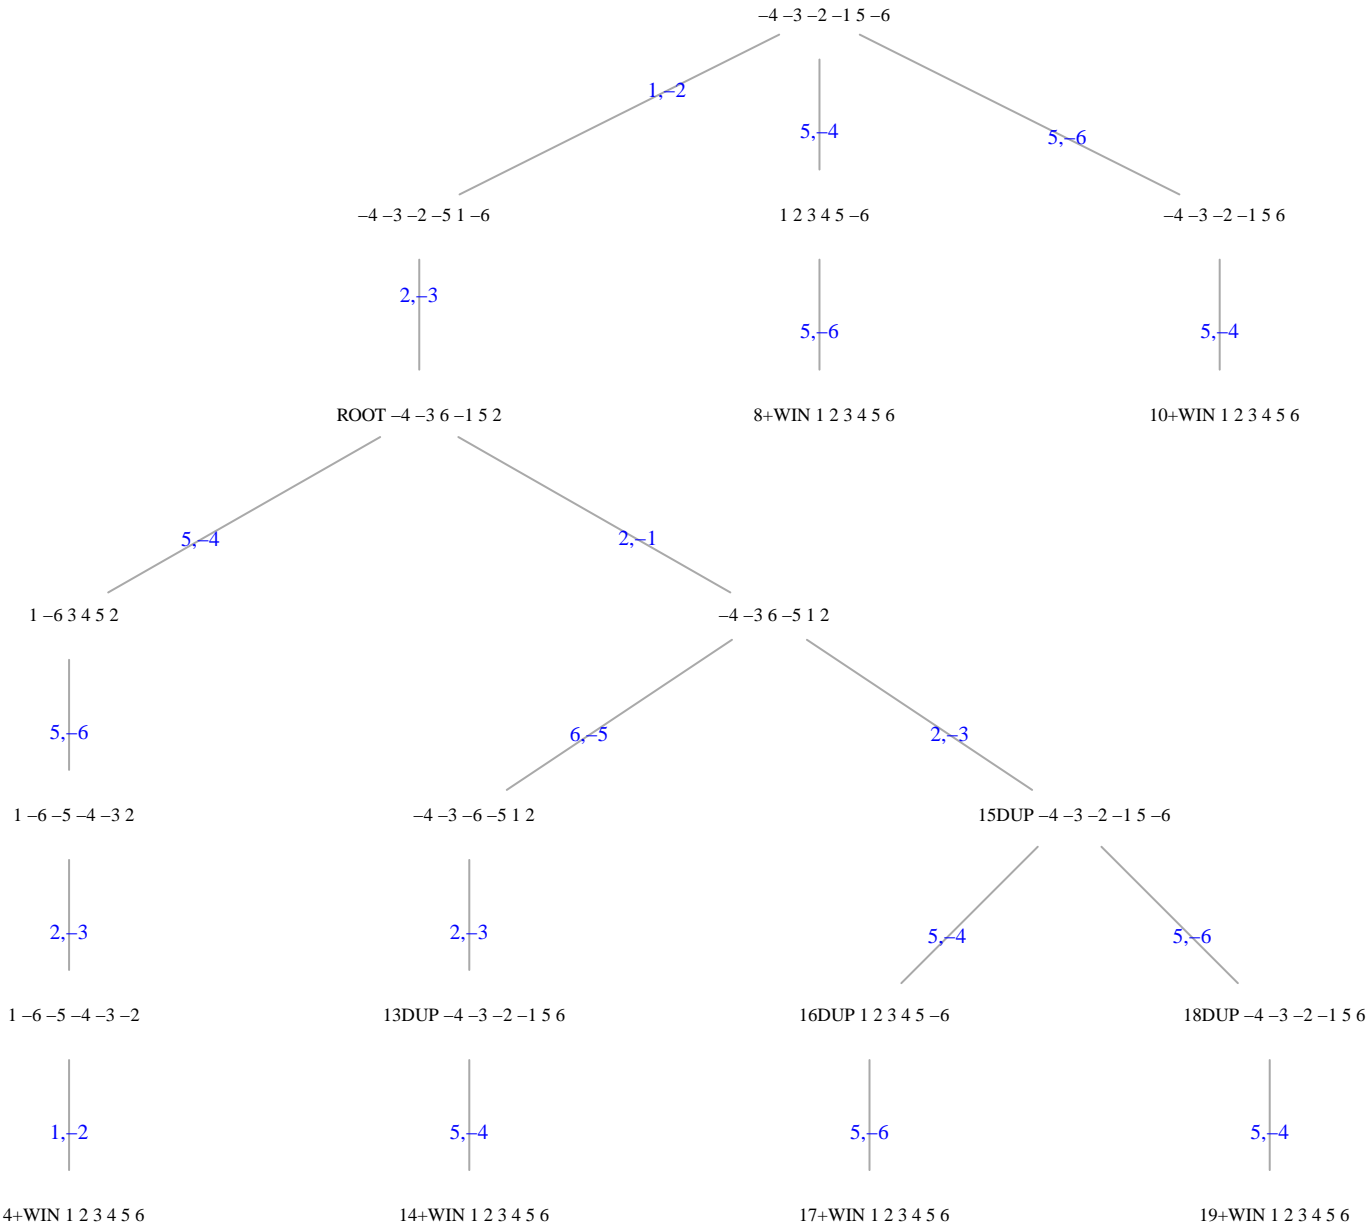 –4 –3 –2 –1 5 –6
1,–2
5,–4
5,–6
–4 –3 –2 –5 1 –6
1 2 3 4 5 –6
–4 –3 –2 –1 5 6
2,–3
5,–6
5,–4
ROOT –4 –3 6 –1 5 2
8+WIN 1 2 3 4 5 6
10+WIN 1 2 3 4 5 6
5,–4
2,–1
1 –6 3 4 5 2
–4 –3 6 –5 1 2
5,–6
6,–5
2,–3
1 –6 –5 –4 –3 2
–4 –3 –6 –5 1 2
15DUP –4 –3 –2 –1 5 –6
2,–3
2,–3
5,–4
5,–6
1 –6 –5 –4 –3 –2
13DUP –4 –3 –2 –1 5 6
16DUP 1 2 3 4 5 –6
18DUP –4 –3 –2 –1 5 6
1,–2
5,–4
5,–6
5,–4
4+WIN 1 2 3 4 5 6
14+WIN 1 2 3 4 5 6
17+WIN 1 2 3 4 5 6
19+WIN 1 2 3 4 5 6